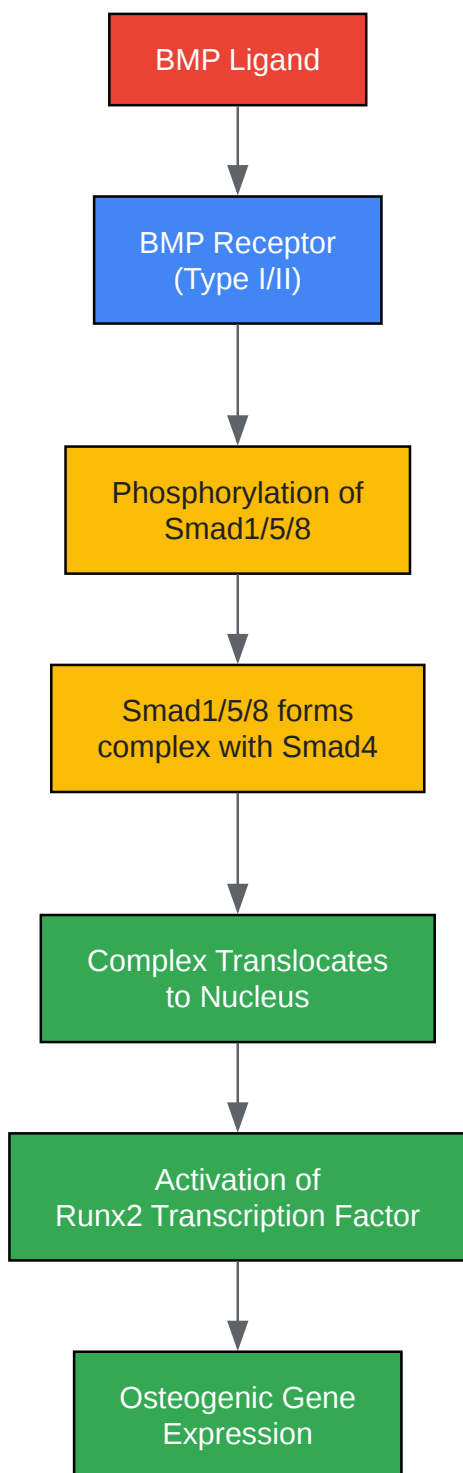 BMP Ligand
BMP Receptor
(Type I/II)
Phosphorylation of
Smad1/5/8
Smad1/5/8 forms
complex with Smad4
Complex Translocates
to Nucleus
Activation of
Runx2 Transcription Factor
Osteogenic Gene
Expression